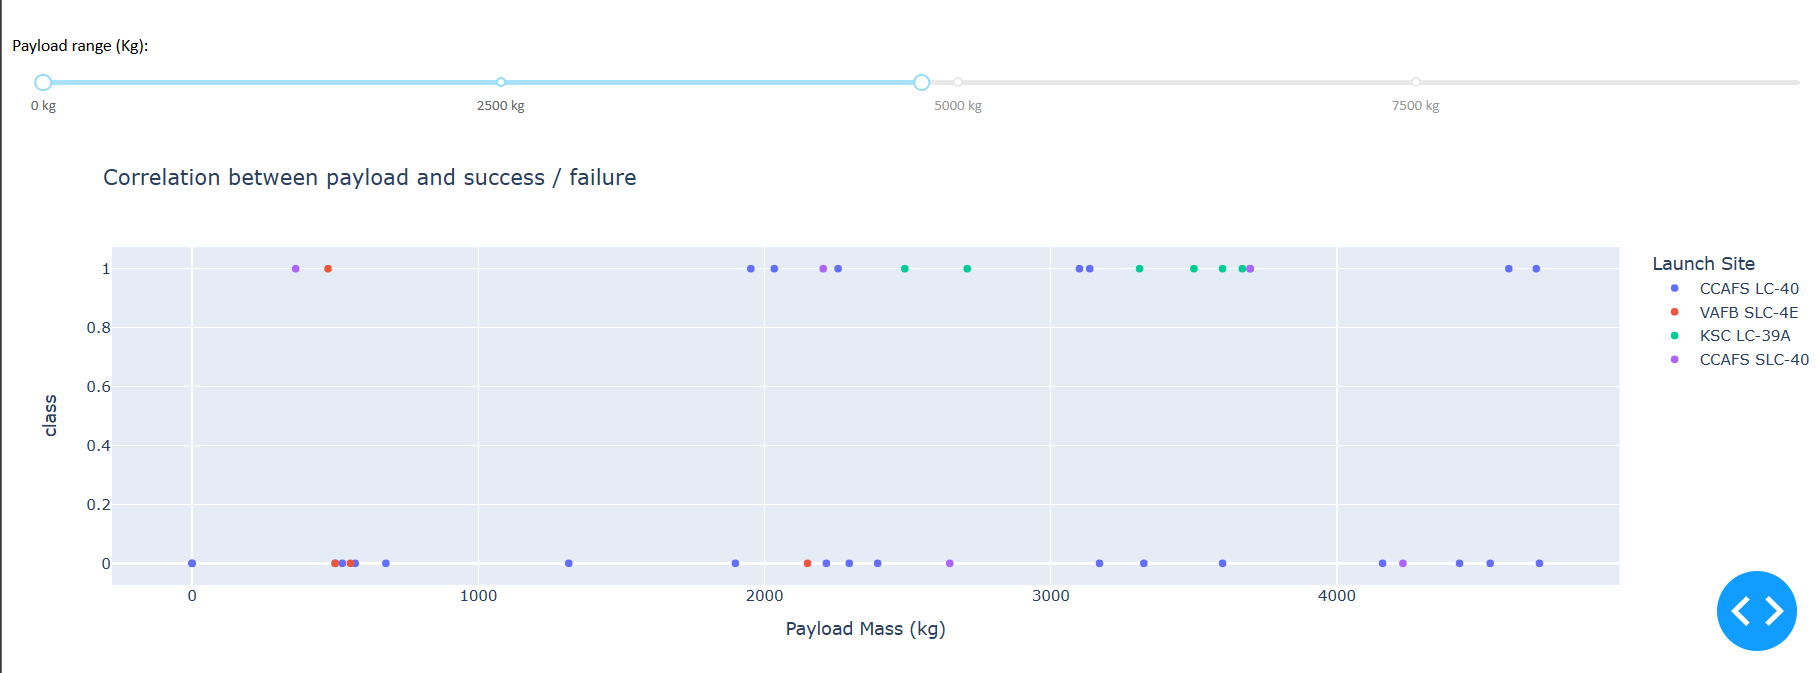 Payload range (Kg):
0 kg
2500 kg
5000 kg
7500 kg
Correlation between payload and success / failure
1
0.8
0.6
0.4
0.2
0
class
0
1000
2000
3000
4000
Payload Mass (kg)
Launch Site
CCAFS LC-40
VAFB SLC-4E
KSC LC-39A
CCAFS SLC-40